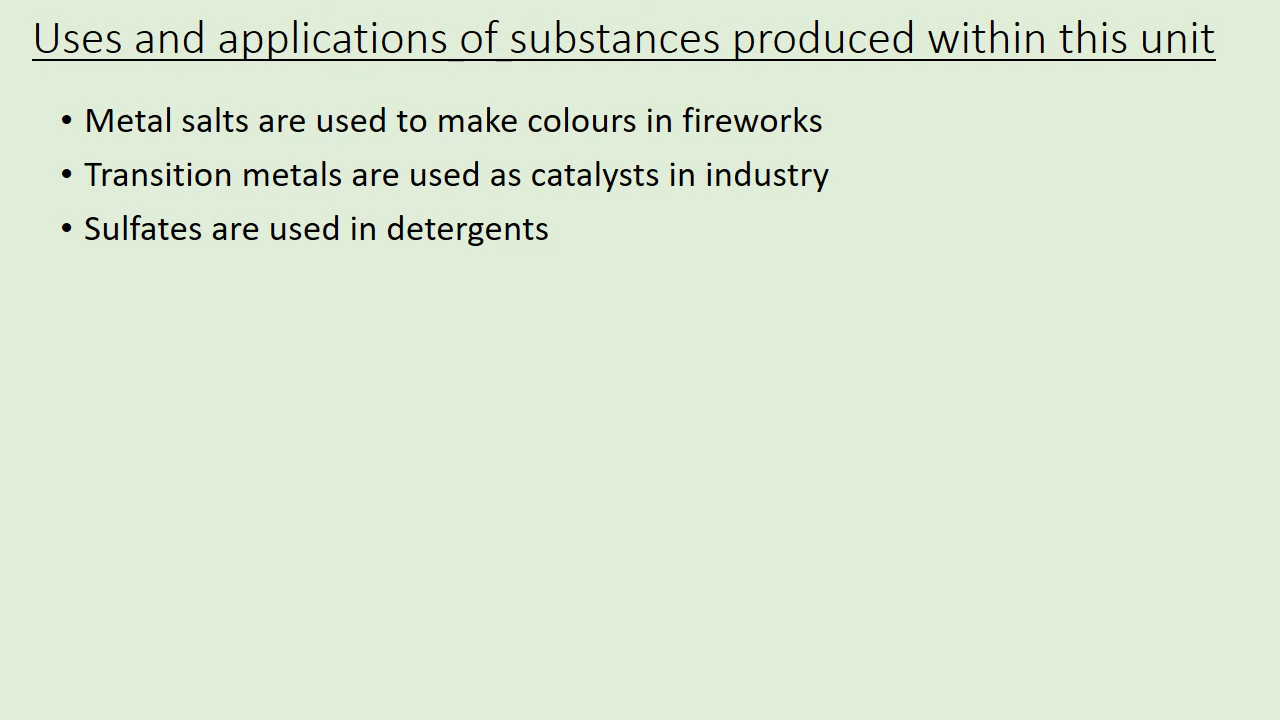 Uses and applications of substances produced within this unit
• Metal salts are used to make colours in fireworks
• Transition metals are used as catalysts in industry
• Sulfates are used in detergents